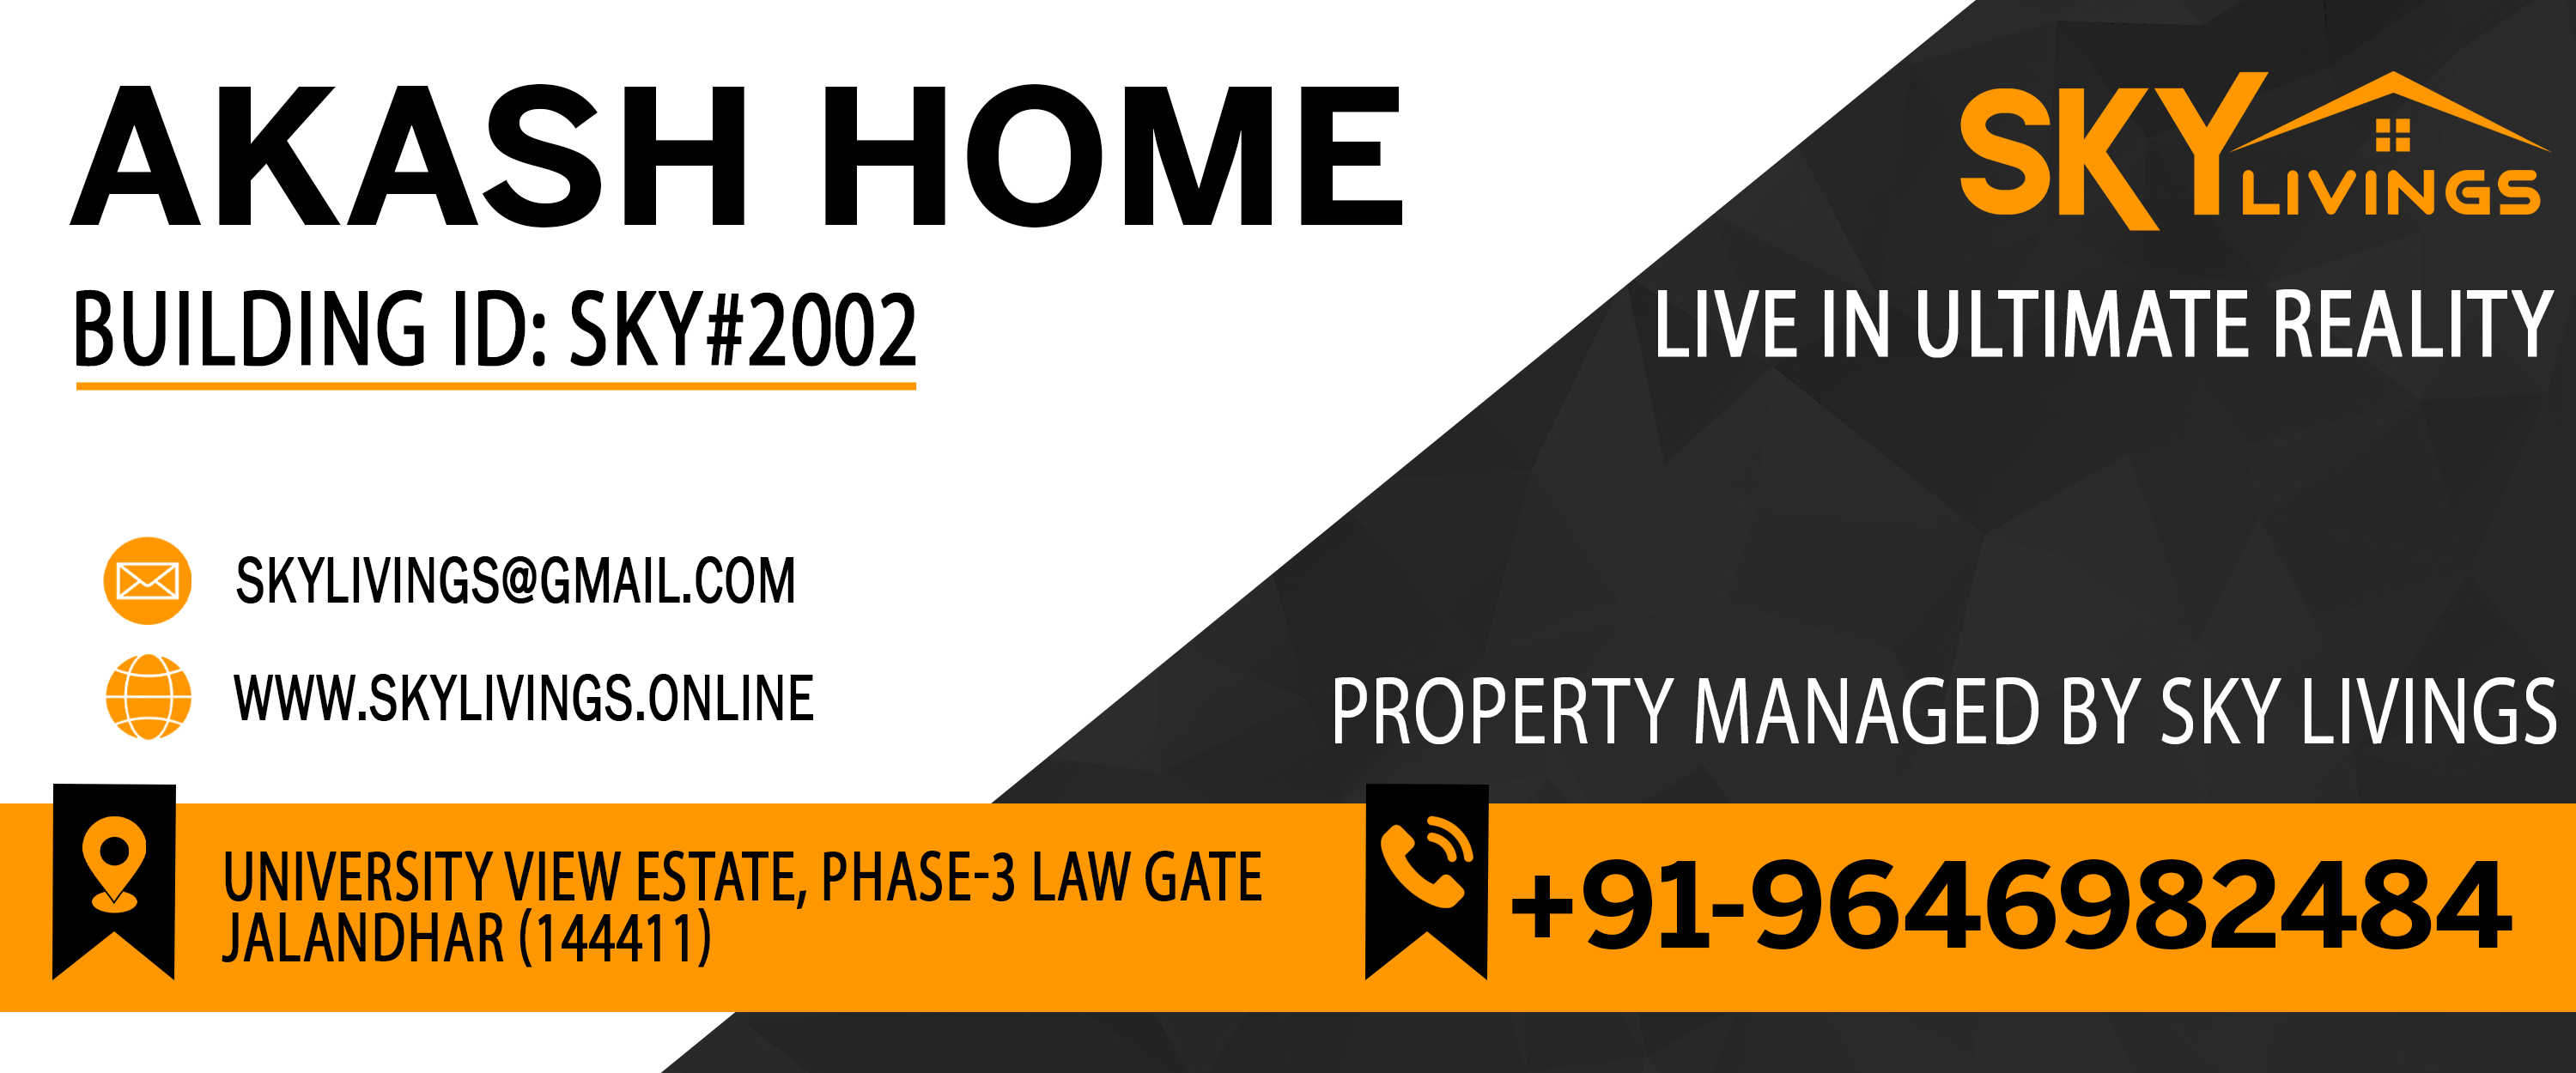 AKASH HOME
BUILDING ID: SKY#2002
SKYLIVINGS@GMAIL.COM
WWW.SKYLIVINGS.ONLINE
SKY LIVINGS
LIVE IN ULTIMATE REALITY
PROPERTY MANAGED BY SKY LIVINGS
UNIVERSITY VIEW ESTATE, PHASE-3 LAW GATE
JALANDHAR (144411)
+91-9646982484